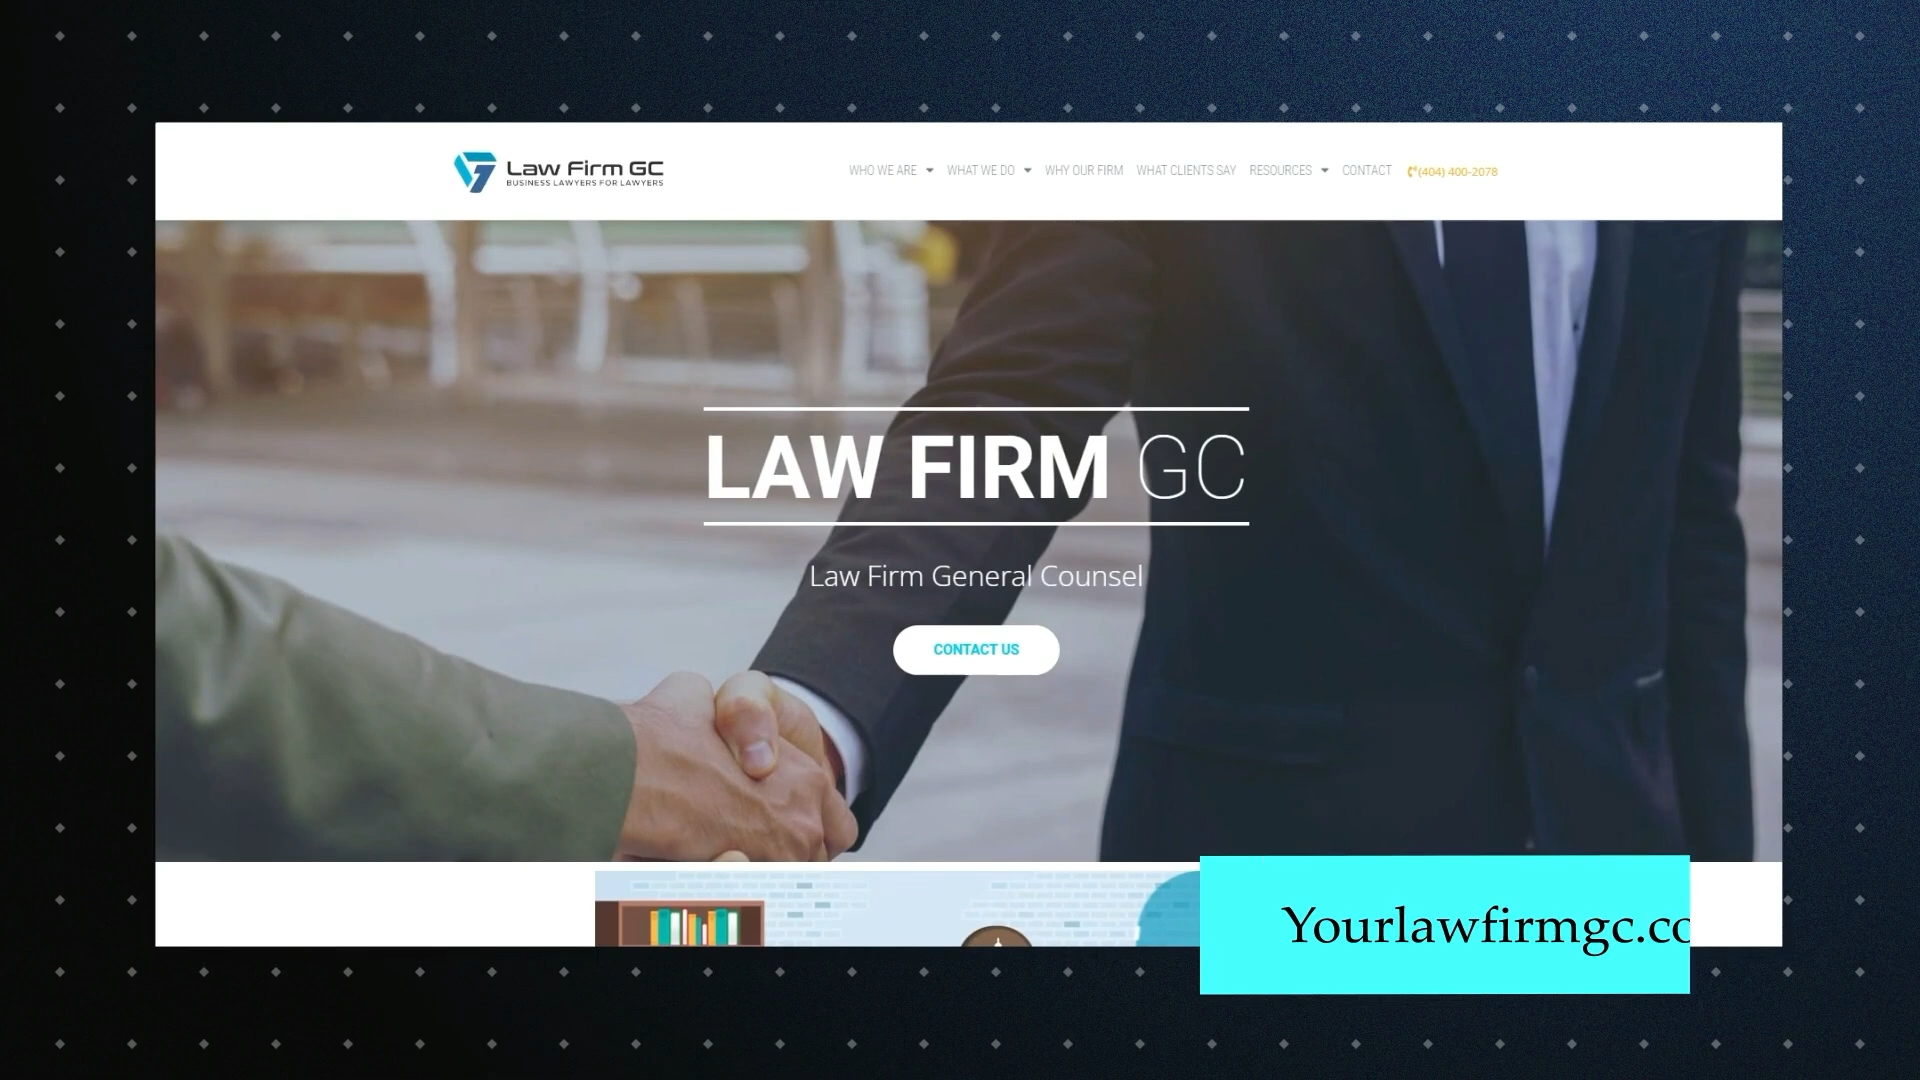 Law Firm GC
BUSINESS LAWYERS FOR LAWYERS
WHO WE ARE WHAT WE DO WHY OUR FIRM WHAT CLIENTS SAY RESOURCES CONTACT (404) 400-2078
LAW FIRM GC
Law Firm General Counsel
CONTACT US
Yourlawfirmgc.co